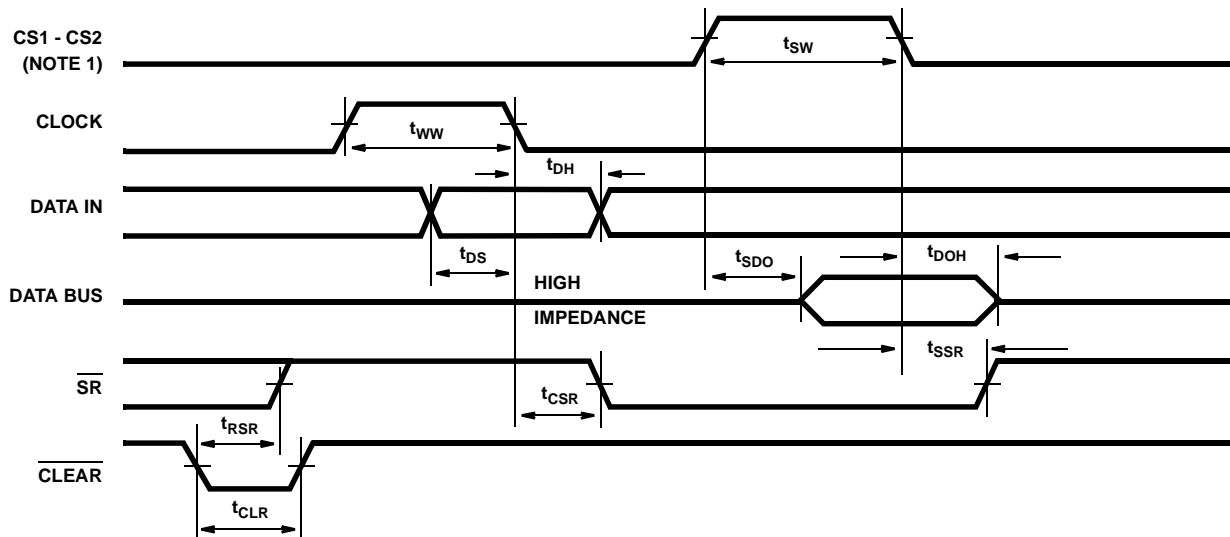 CS1 - CS2
(NOTE 1)
tSW
CLOCK
tWW
tDH
DATA IN
tDS
tSDO
tDOH
DATA BUS
HIGH
IMPEDANCE
tSSR
SR
tCSR
tRSR
CLEAR
tCLR